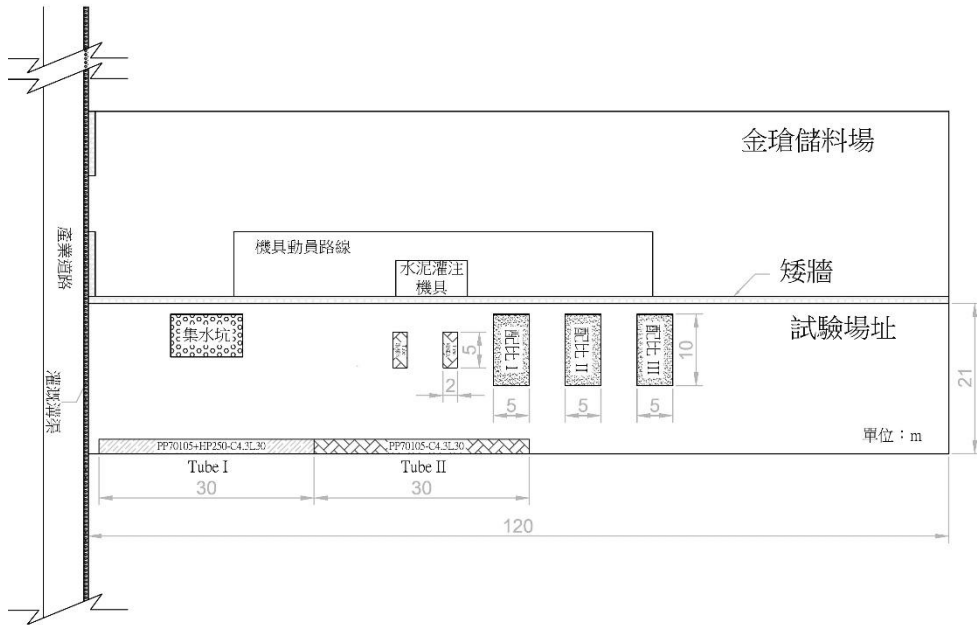 金瑲儲料場
機具動員路線
水泥灌注
機具
產業道路
矮牆
試驗場址
集水坑
配比 I
配比 II
配比 III
5
2
5
5
5
10
21
灌溉溝渠
單位：m
PP70105+HP250-C4.3L30
PP70105-C4.3L30
Tube I
Tube II
30
30
120